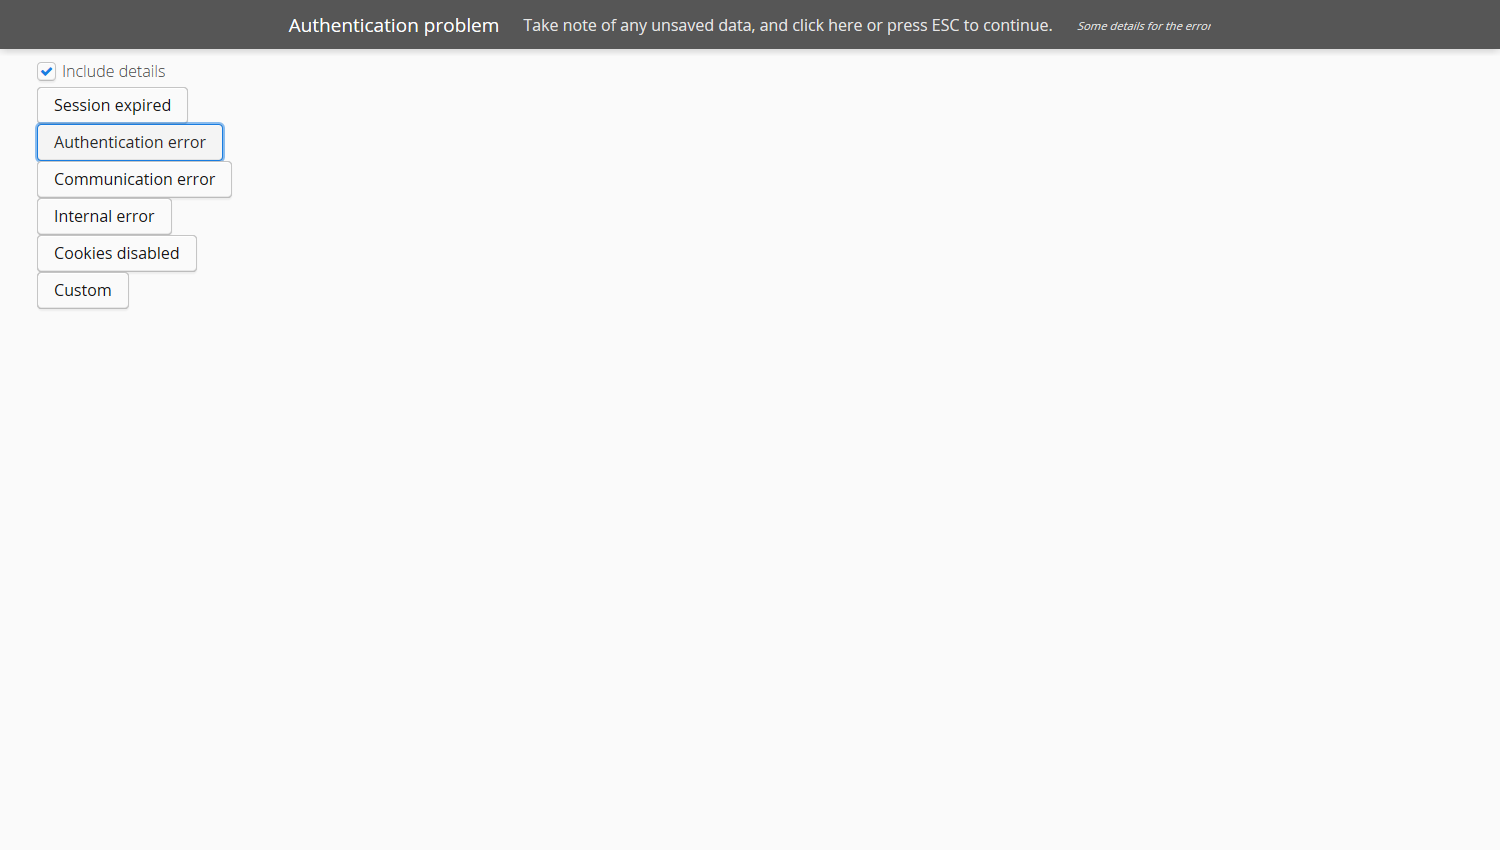 Authentication problem Take note of any unsaved data, and click here or press ESC to continue. Some details for the error
Include details
Session expired
Authentication error
Communication error
Internal error
Cookies disabled
Custom